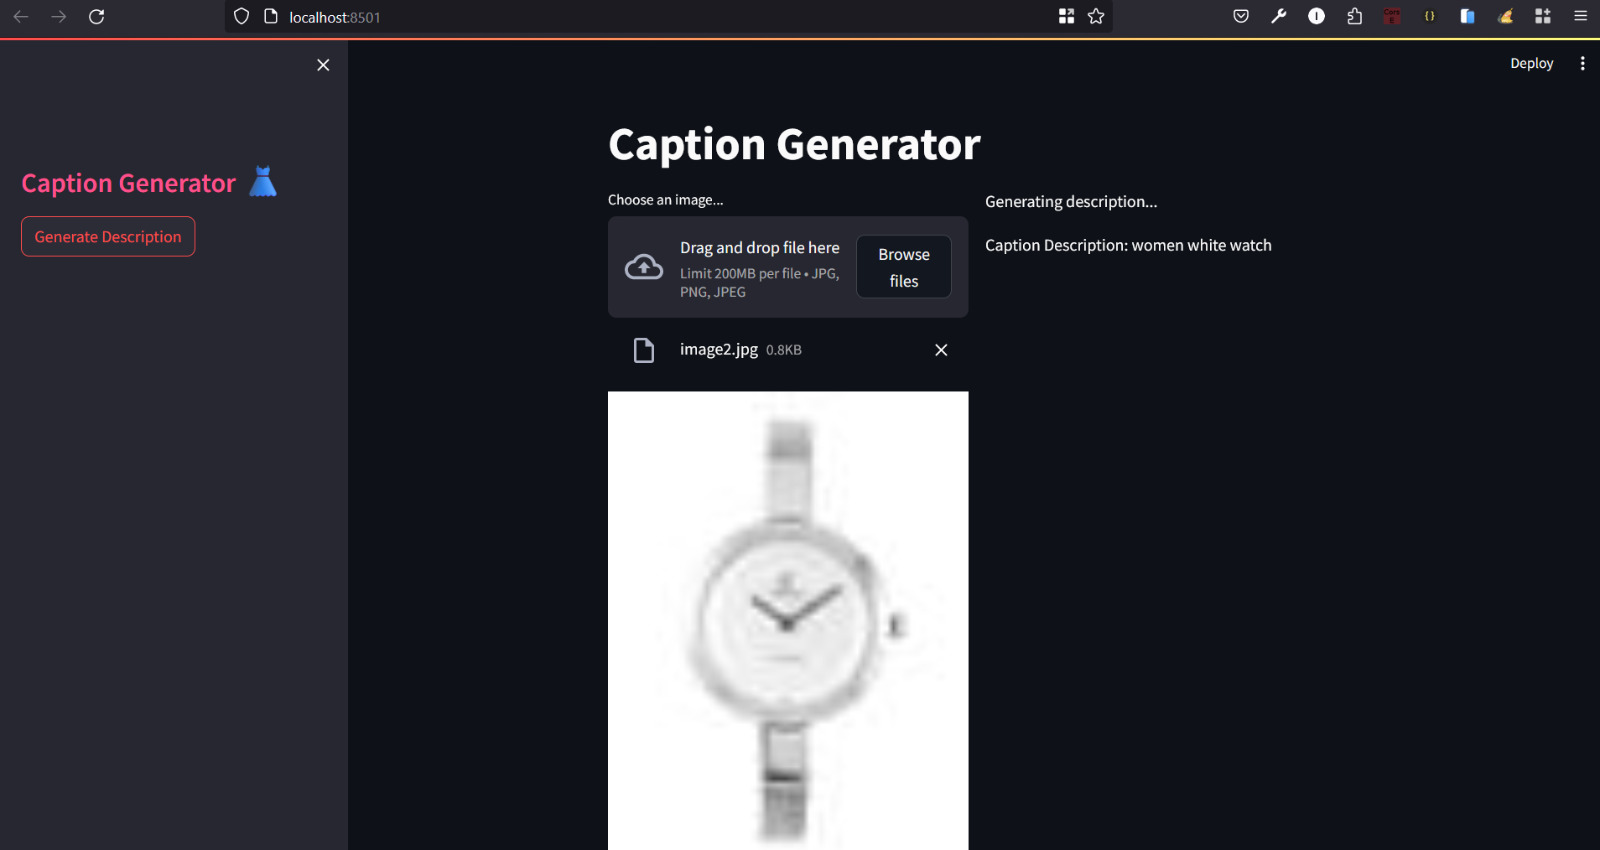 localhost:8501
Deploy
Caption Generator
Generate Description
Caption Generator
Choose an image...
Drag and drop file here
Limit 200MB per file • JPG,
PNG, JPEG
Browse
files
image2.jpg 0.8KB
Generating description...
Caption Description: women white watch